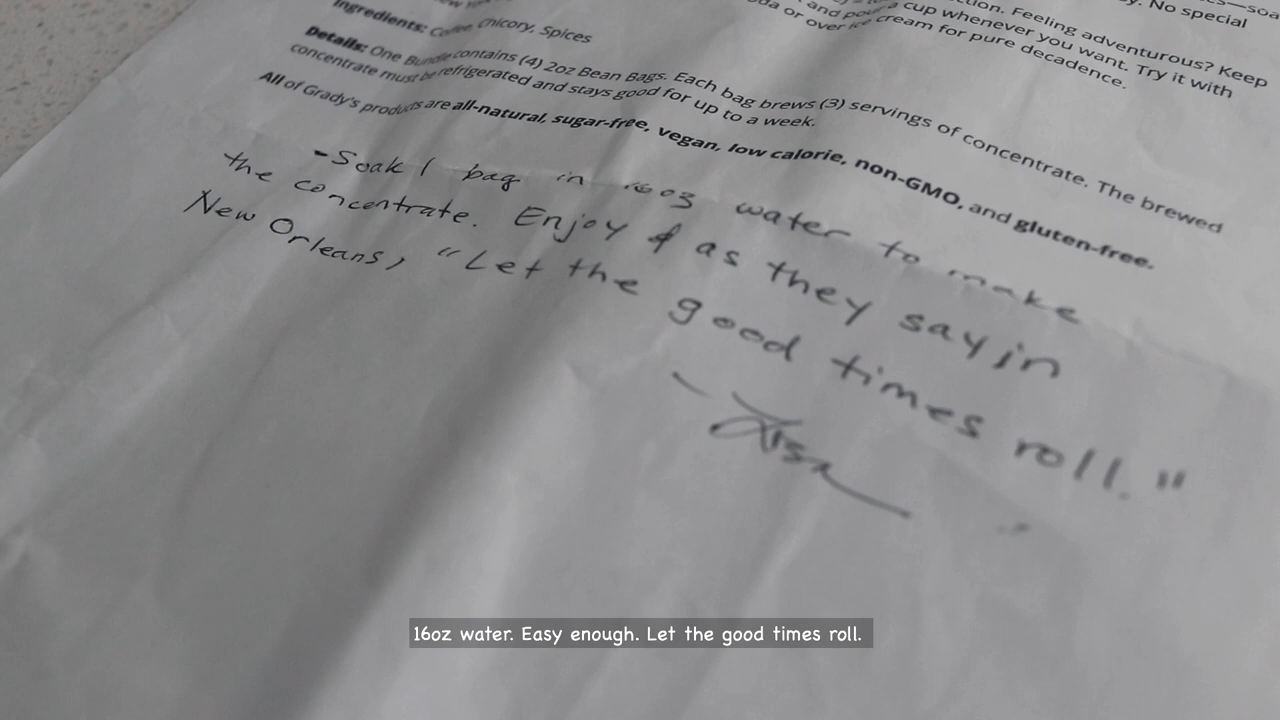 No special
Feeling adventurous? Keep
and pour a cup whenever you want. Try it with
or over ice cream for pure decadence.
Ingredients: Coffee, Chicory, Spices
Details: One Bundle contains (4) 2oz Bean Bags. Each bag brews (3) servings of concentrate. The brewed
concentrate must be refrigerated and stays good for up to a week.
All of Grady's products are all-natural, sugar-free, vegan, low calorie, non-GMO, and gluten-free.
-Soak 1 bag in 16oz water to make
the concentrate. Enjoy & as they say in
New Orleans, "Let the good times roll."
- Lisa
16oz water. Easy enough. Let the good times roll.